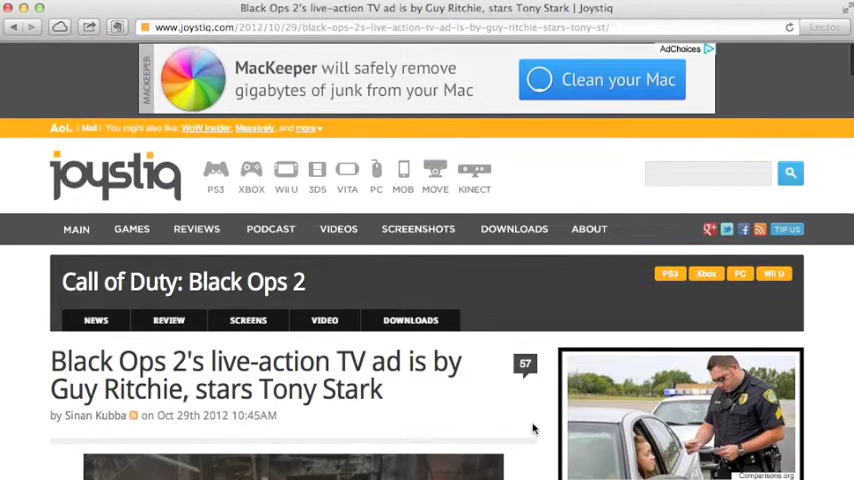 Black Ops 2's live-action TV ad is by Guy Ritchie, stars Tony Stark | Joystiq
www.joystiq.com/2012/10/29/black-ops-2s-live-action-tv-ad-is-by-guy-ritchie-stars-tony-st/
Lector
AdChoices
MACKEEPER
MacKeeper will safely remove
gigabytes of junk from your Mac
Clean your Mac
Aol. | Mail | You might also like: WoW Insider, Massively, and more
joystiq
PS3 XBOX Wii U 3DS VITA PC MOB MOVE KINECT
MAIN GAMES REVIEWS PODCAST VIDEOS SCREENSHOTS DOWNLOADS ABOUT
TIP US
Call of Duty: Black Ops 2
PS3 Xbox PC Wii U
NEWS REVIEW SCREENS VIDEO DOWNLOADS
Black Ops 2's live-action TV ad is by
Guy Ritchie, stars Tony Stark
57
by Sinan Kubba on Oct 29th 2012 10:45AM
Comparisons.org